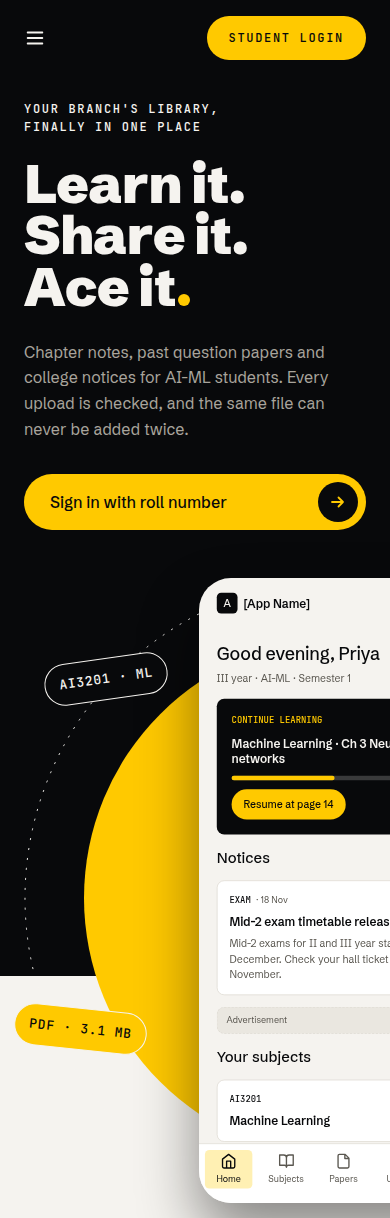 STUDENT LOGIN
YOUR BRANCH'S LIBRARY,
FINALLY IN ONE PLACE
Learn it.
Share it.
Ace it.
Chapter notes, past question papers and
college notices for AI-ML students. Every
upload is checked, and the same file can
never be added twice.
Sign in with roll number
A [App Name]
AI3201 · ML
Good evening, Priya
III year · AI-ML · Semester 1
CONTINUE LEARNING
Machine Learning · Ch 3
networks
Resume at page 14
Notices
EXAM · 18 Nov
Mid-2 exam timetable
Mid-2 exams for II and III year
December. Check your hall ticket
November.
PDF · 3.1 MB
Advertisement
Your subjects
AI3201
Machine Learning
Home Subjects Papers